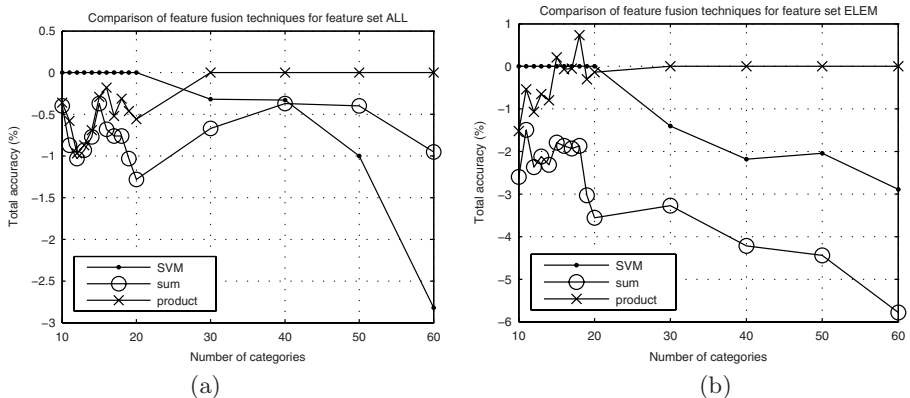 Comparison of feature fusion techniques for feature set ALL
0.5
0
−0.5
−1
−1.5
−2
−2.5
−3
Total accuracy (%)
SVM
sum
product
10 20 30 40 50 60
Number of categories
(a)
Comparison of feature fusion techniques for feature set ELEM
1
0
−1
−2
−3
−4
−5
−6
Total accuracy (%)
SVM
sum
product
10 20 30 40 50 60
Number of categories
(b)